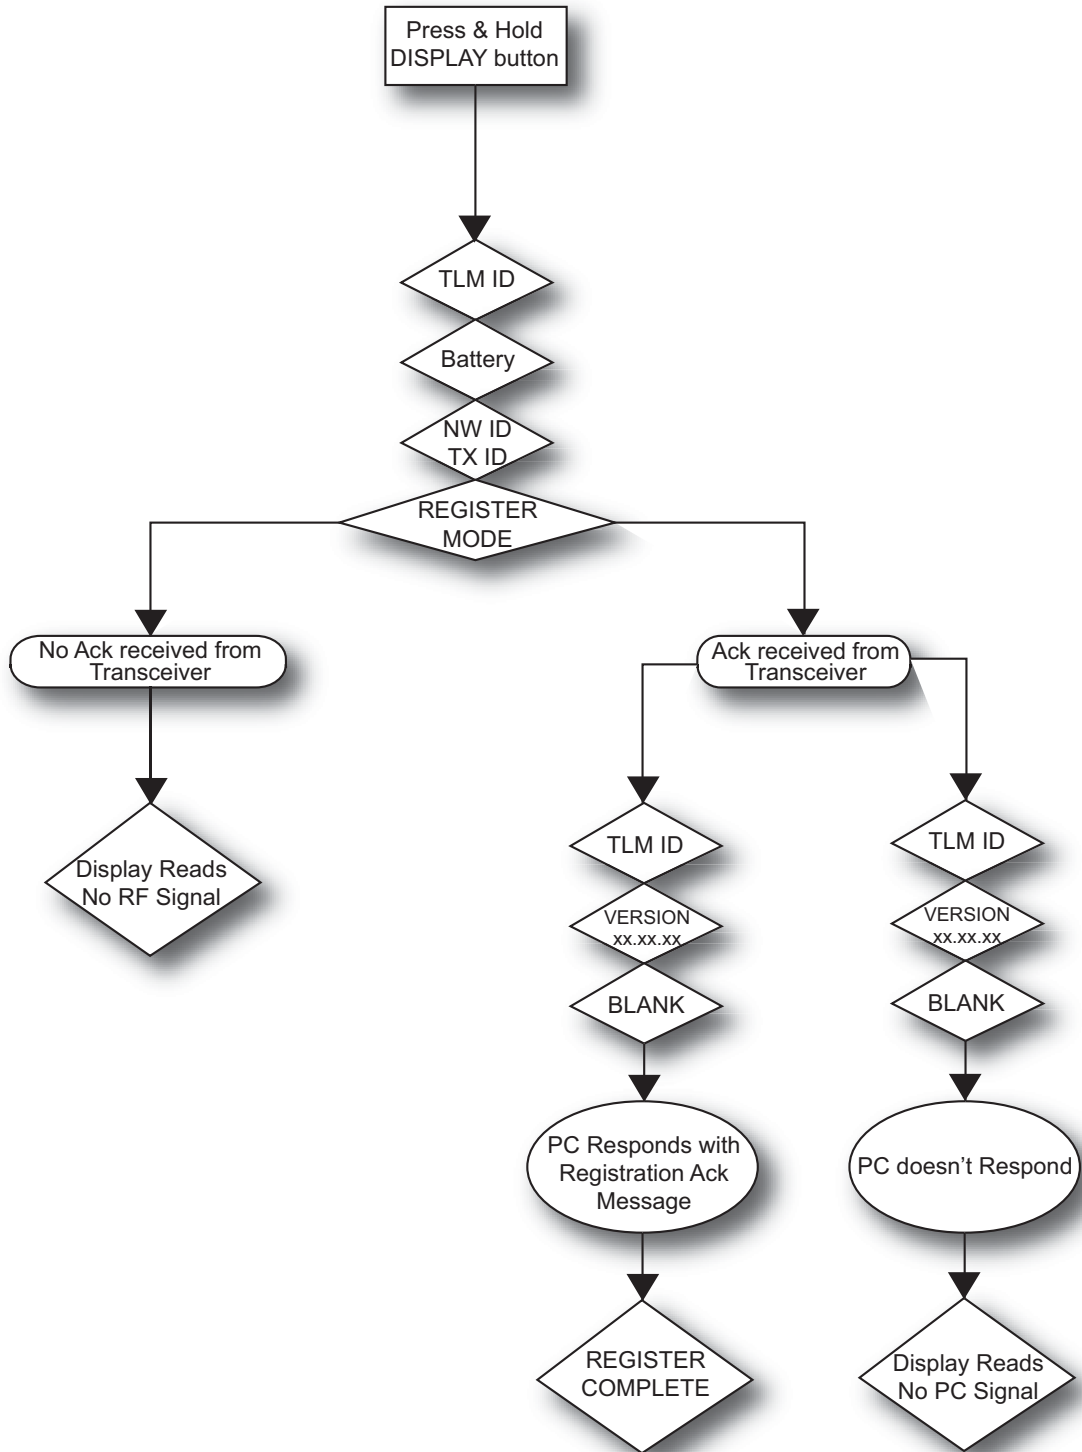 Press & Hold
DISPLAY button
TLM ID
Battery
NW ID
TX ID
REGISTER
MODE
No Ack received from
Transceiver
Ack received from
Transceiver
Display Reads
No RF Signal
TLM ID
VERSION
xx.xx.xx
BLANK
PC Responds with
Registration Ack
Message
REGISTER
COMPLETE
TLM ID
VERSION
xx.xx.xx
BLANK
PC doesn’t Respond
Display Reads
No PC Signal